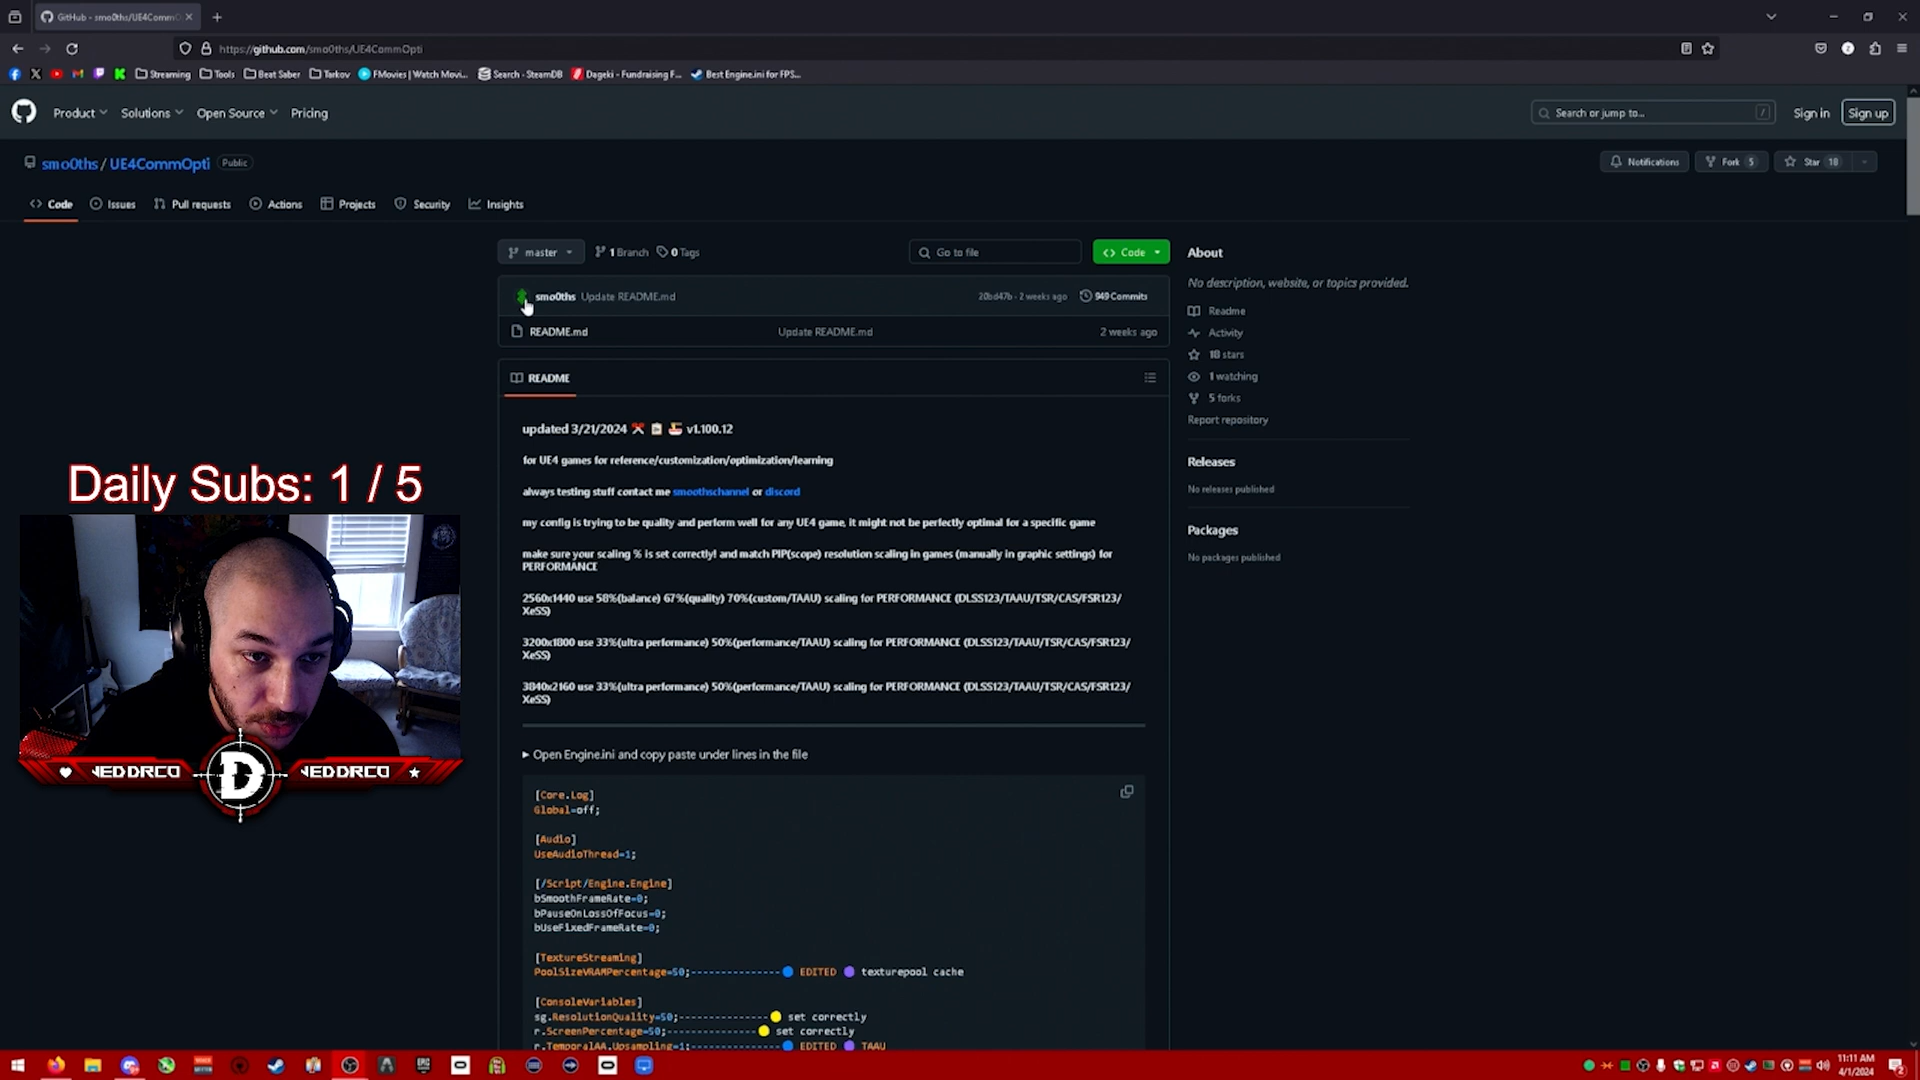 GitHub - smo0ths/UE4CommO
https://github.com/smo0ths/UE4CommOpti
Streaming
Tools
Beat Saber
Tarkov
FMovies | Watch Movi...
Search - SteamDB
Dageki - Fundraising F...
Best Engine.ini for FPS...
Product
Solutions
Open Source
Pricing
Search or jump to...
/
Sign in
Sign up
smo0ths / UE4CommOpti
Public
Notifications
Fork 5
Star 18
Code
Issues
Pull requests
Actions
Projects
Security
Insights
master
1 Branch
0 Tags
Go to file
Code
smo0ths Update README.md
20bd47b · 2 weeks ago
949 Commits
README.md
Update README.md
2 weeks ago
README
updated 3/21/2024 v1.100.12
for UE4 games for reference/customization/optimization/learning
always testing stuff contact me smoothschannel or discord
my config is trying to be quality and perform well for any UE4 game, it might not be perfectly optimal for a specific game
make sure your scaling % is set correctly! and match PIP(scope) resolution scaling in games (manually in graphic settings) for
PERFORMANCE
2560x1440 use 58%(balance) 67%(quality) 70%(custom/TAAU) scaling for PERFORMANCE (DLSS123/TAAU/TSR/CAS/FSR123/
XeSS)
3200x1800 use 33%(ultra performance) 50%(performance/TAAU) scaling for PERFORMANCE (DLSS123/TAAU/TSR/CAS/FSR123/
XeSS)
3840x2160 use 33%(ultra performance) 50%(performance/TAAU) scaling for PERFORMANCE (DLSS123/TAAU/TSR/CAS/FSR123/
XeSS)
Open Engine.ini and copy paste under lines in the file
[Core.Log]
Global=off;
[Audio]
UseAudioThread=1;
[/Script/Engine.Engine]
bSmoothFrameRate=0;
bPauseOnLossOfFocus=0;
bUseFixedFrameRate=0;
[TextureStreaming]
PoolSizeVRAMPercentage=50;--------------- EDITED texturepool cache
[ConsoleVariables]
sg.ResolutionQuality=50;--------------- set correctly
r.ScreenPercentage=50;--------------- set correctly
r.TemporalAA.Upsampling=1;--------------- EDITED TAAU
About
No description, website, or topics provided.
Readme
Activity
18 stars
1 watching
5 forks
Report repository
Releases
No releases published
Packages
No packages published
Daily Subs: 1 / 5
D
11:11 AM
4/1/2024